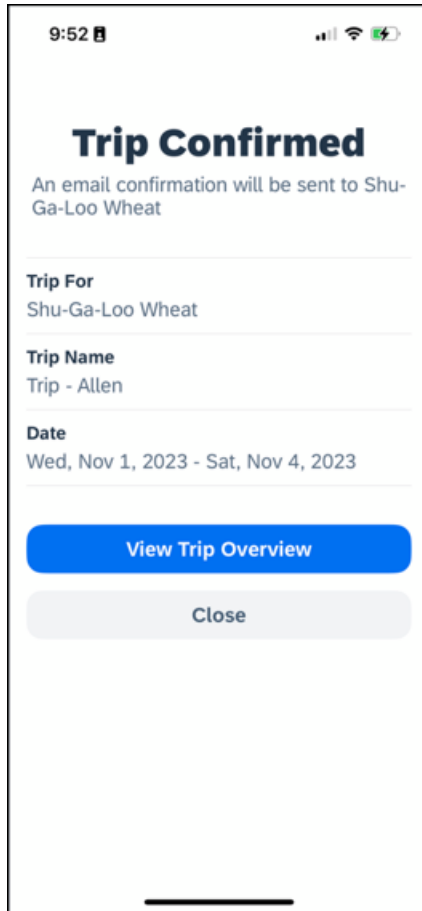 9:52
Trip Confirmed
An email confirmation will be sent to Shu-
Ga-Loo Wheat
Trip For
Shu-Ga-Loo Wheat
Trip Name
Trip - Allen
Date
Wed, Nov 1, 2023 - Sat, Nov 4, 2023
View Trip Overview
Close